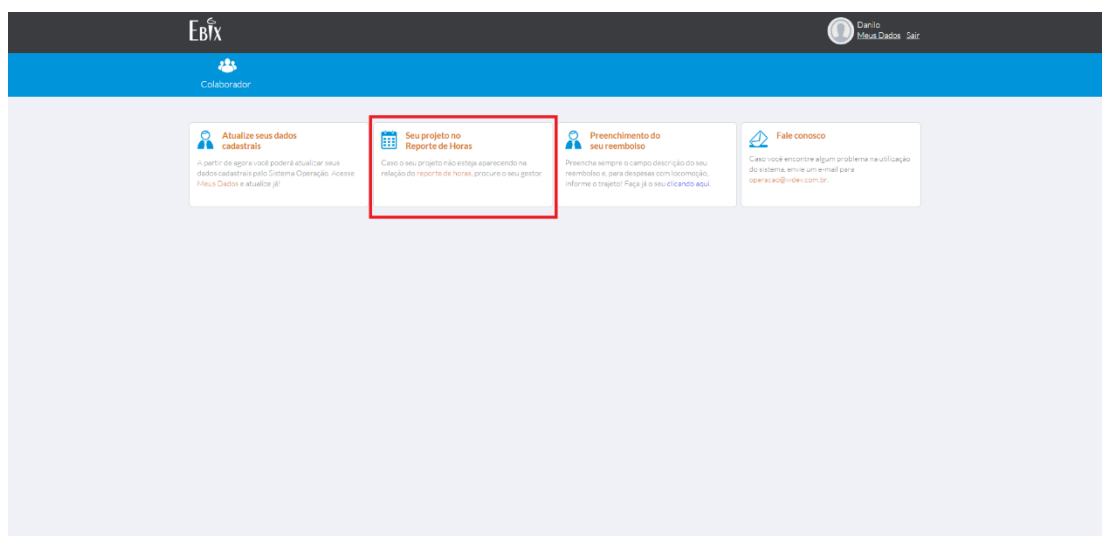 EBIX
Danilo
Meus Dados Sair
Colaborador
Atualize seus dados
cadastrais
A partir de agora você poderá atualizar seus
dados cadastrais pelo Sistema Operação. Acesse
Meus Dados e atualize já!
Seu projeto no
Reporte de Horas
Caso o seu projeto não esteja aparecendo na
relação do reporte de horas, procure o seu gestor.
Preenchimento do
seu reembolso
Preencha sempre o campo descrição do seu
reembolso e, para despesas com locomoção,
informe o trajeto! Faça já o seu clicando aqui.
Fale conosco
Caso você encontre algum problema na utilização
do sistema, envie um e-mail para
operacao@wdev.com.br.